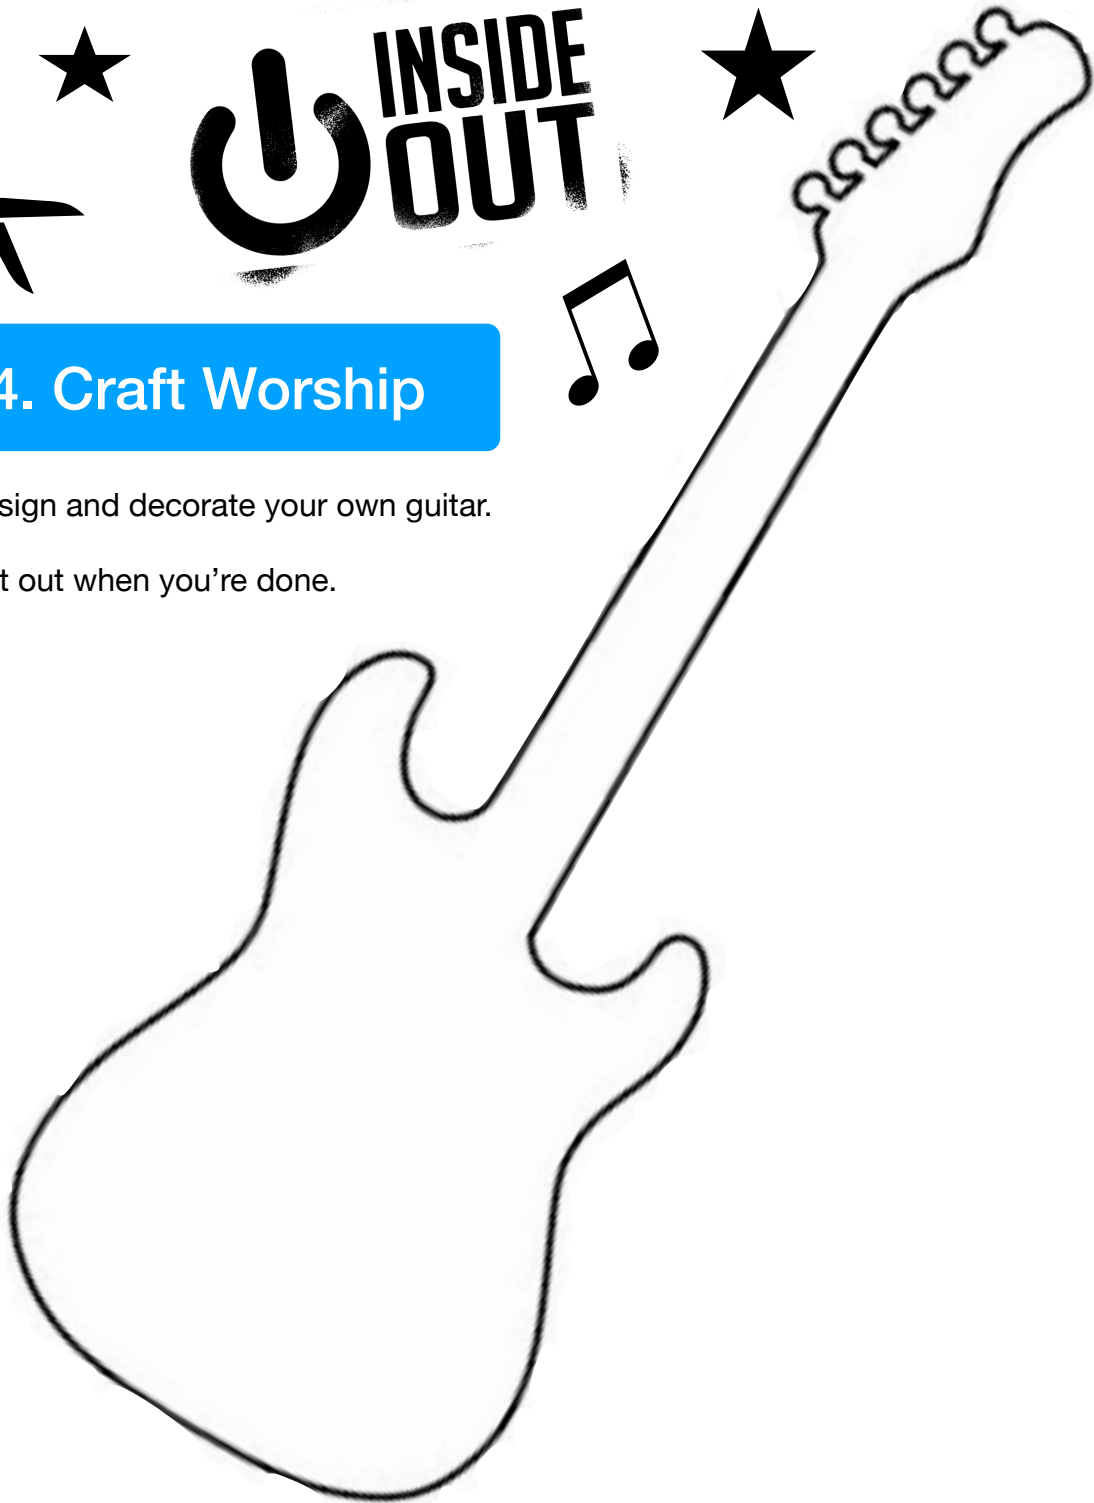 INSIDE
OUT
4. Craft Worship
sign and decorate your own guitar.
t out when you're done.